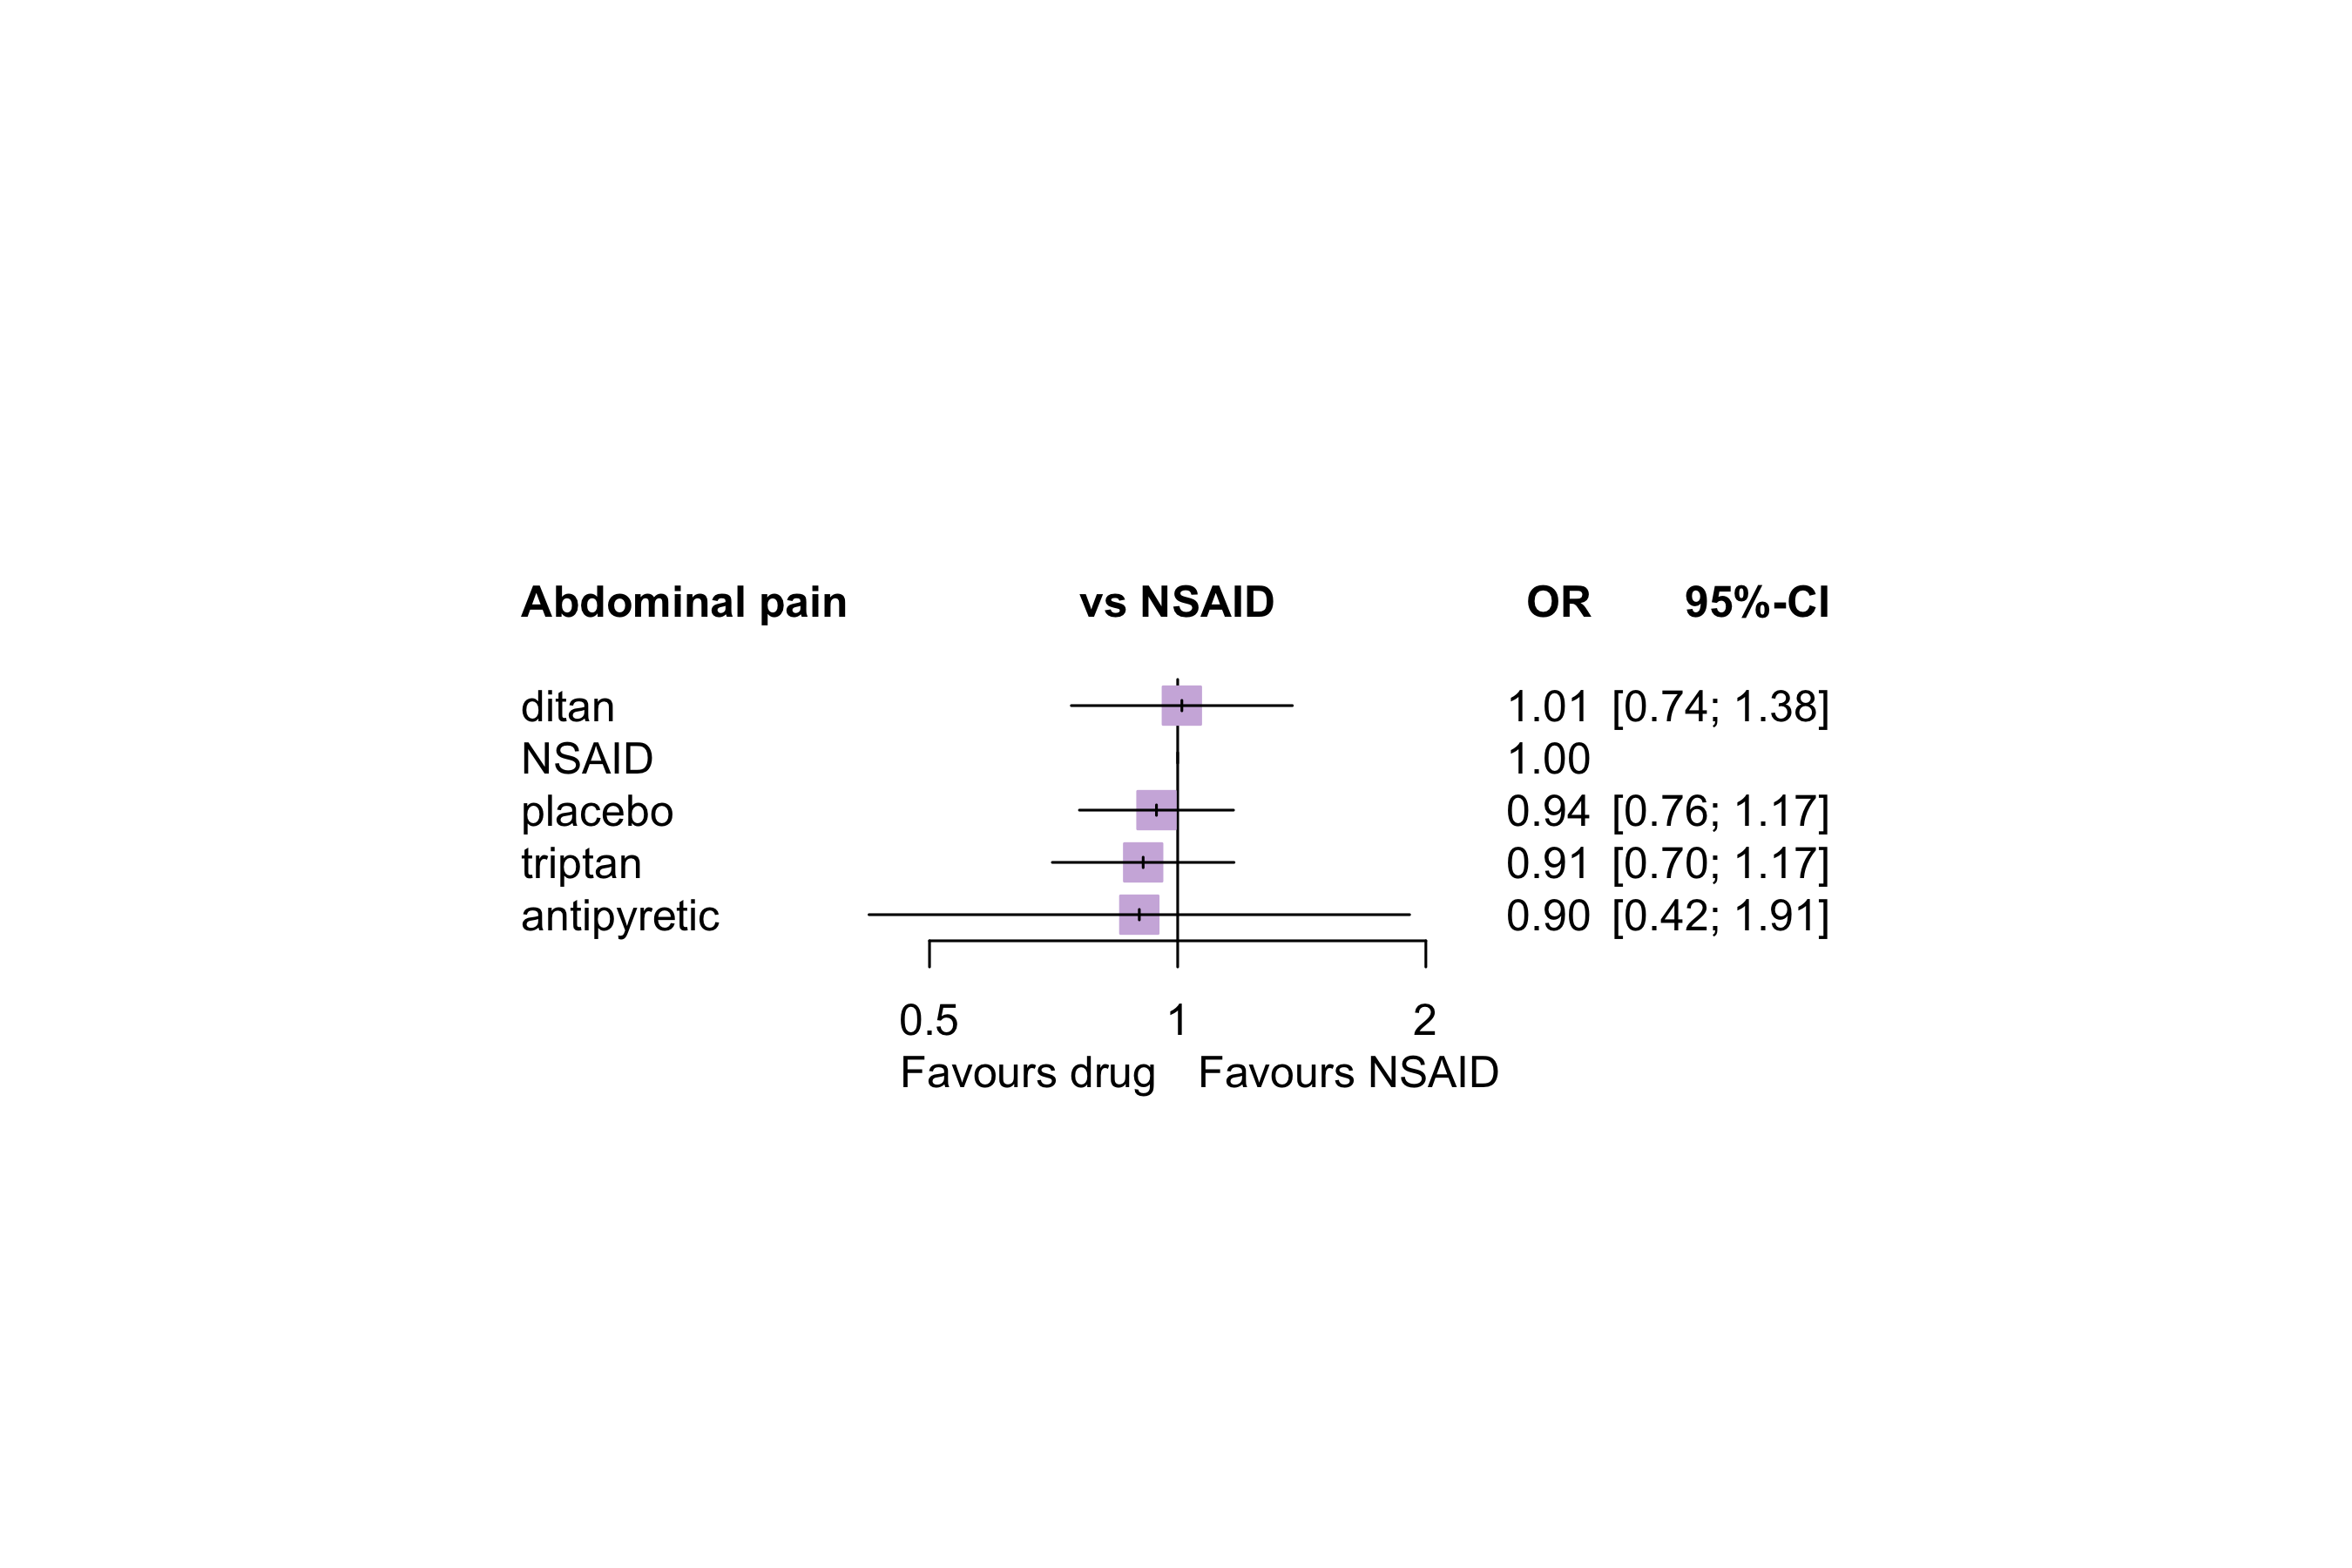 Abdominal pain vs NSAID OR 95%-CI
ditan 1.01 [0.74; 1.38]
NSAID 1.00
placebo 0.94 [0.76; 1.17]
triptan 0.91 [0.70; 1.17]
antipyretic 0.90 [0.42; 1.91]
0.5 1 2
Favours drug Favours NSAID